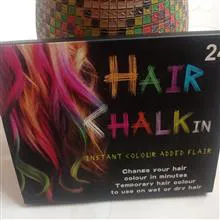 24
HAIR
CHALKIN
INSTANT COLOUR ADDED FLAIR
Change your hair
colour in minutes
Temporary hair colour
to use on wet or dry hair